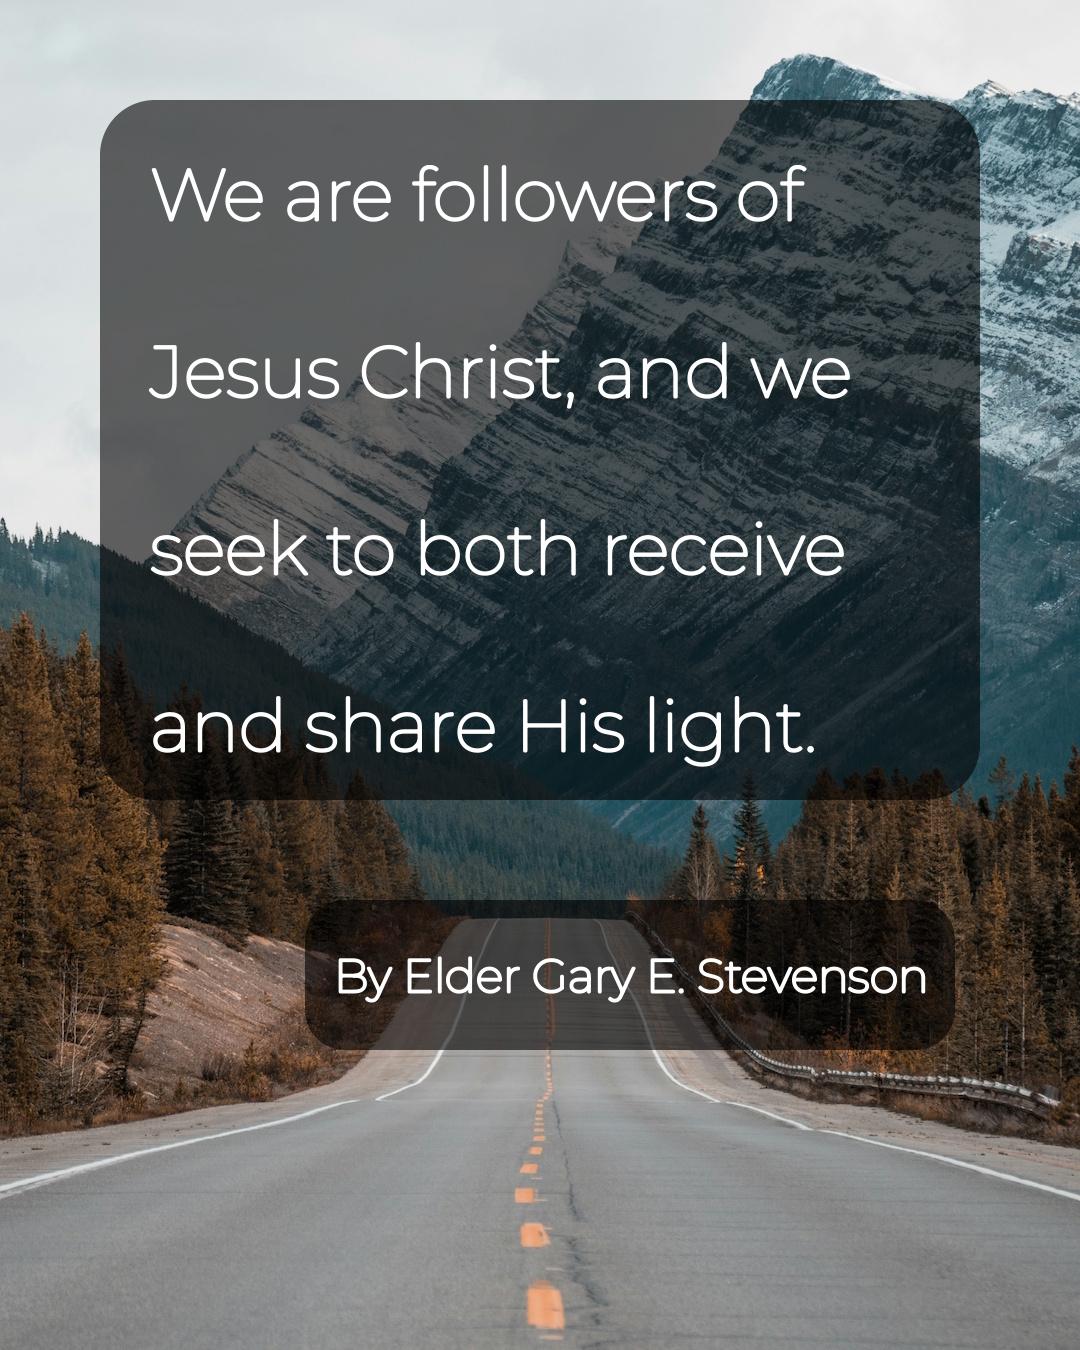 We are followers of
Jesus Christ, and we
seek to both receive
and share His light.
By Elder Gary E. Stevenson